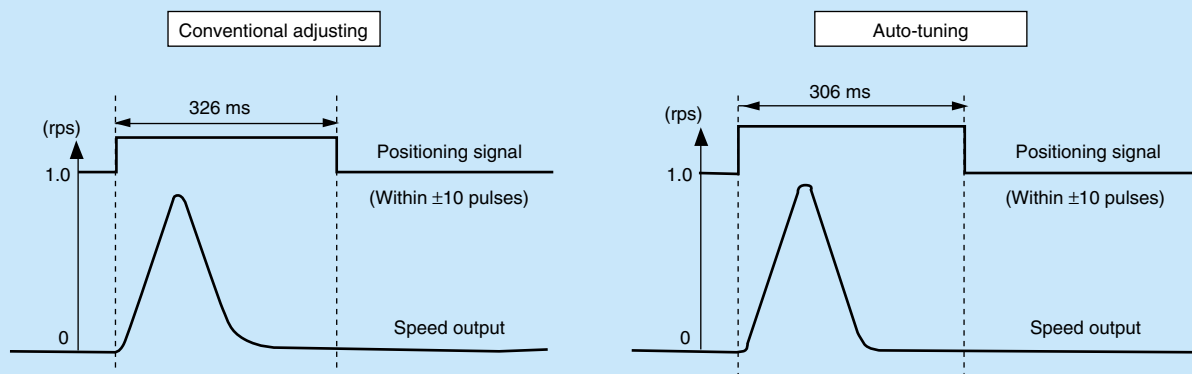 Conventional adjusting
326 ms
(rps)
Positioning signal
1.0
(Within ±10 pulses)
Speed output
0
Auto-tuning
306 ms
(rps)
Positioning signal
1.0
(Within ±10 pulses)
Speed output
0